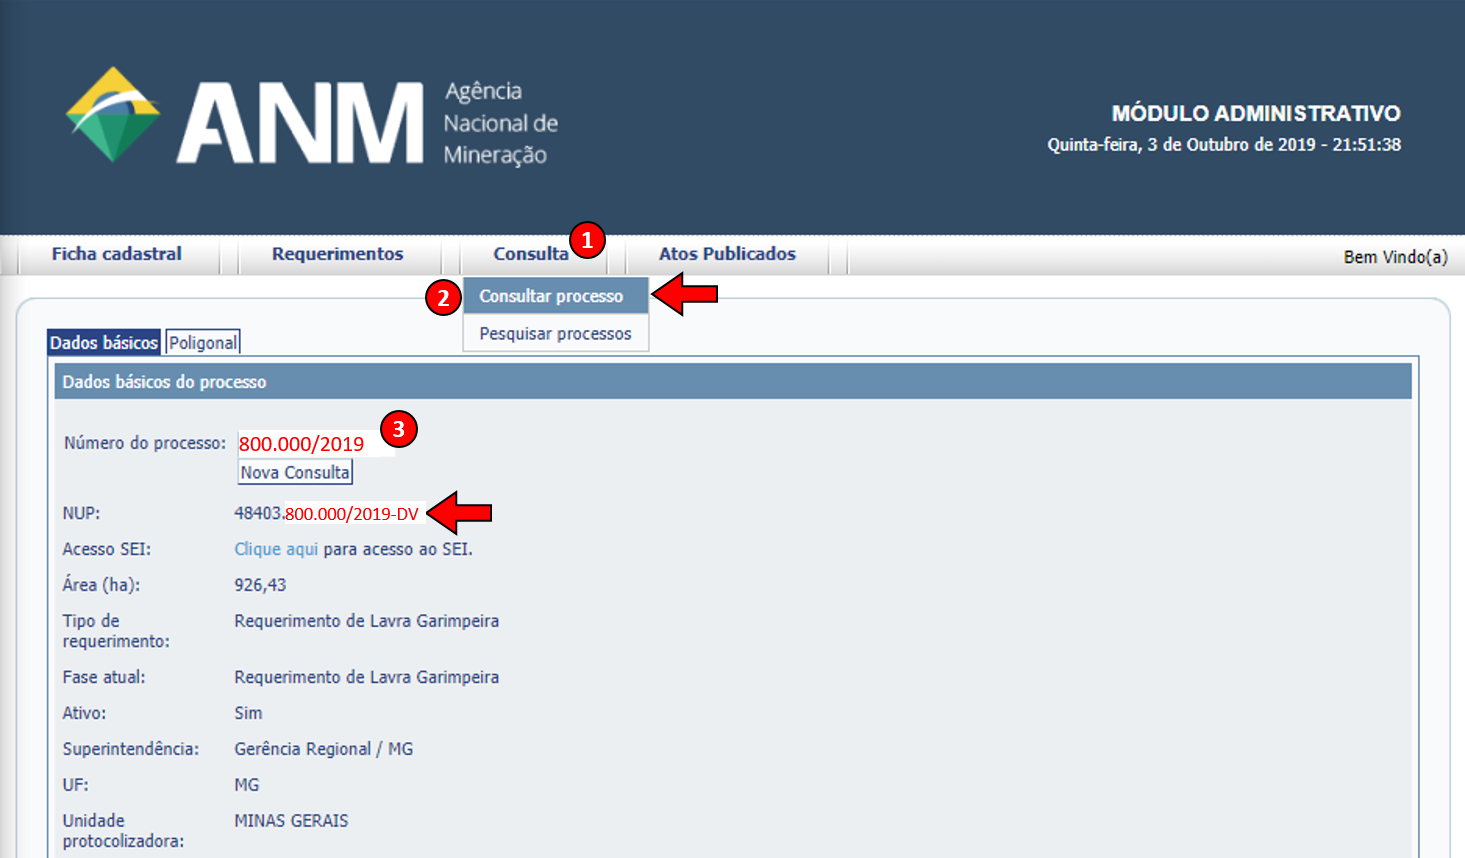 ANM
Agência
Nacional de
Mineração
MÓDULO ADMINISTRATIVO
Quinta-feira, 3 de Outubro de 2019 - 21:51:38
Ficha cadastral Requerimentos Consulta 1 Atos Publicados Bem Vindo(a)
2 Consultar processo
Pesquisar processos
Dados básicos Poligonal
Dados básicos do processo
Número do processo: 800.000/2019 3
Nova Consulta
NUP: 48403.800.000/2019-DV
Acesso SEI: Clique aqui para acesso ao SEI.
Área (ha): 926,43
Tipo de
requerimento: Requerimento de Lavra Garimpeira
Fase atual: Requerimento de Lavra Garimpeira
Ativo: Sim
Superintendência: Gerência Regional / MG
UF: MG
Unidade
protocolizadora: MINAS GERAIS